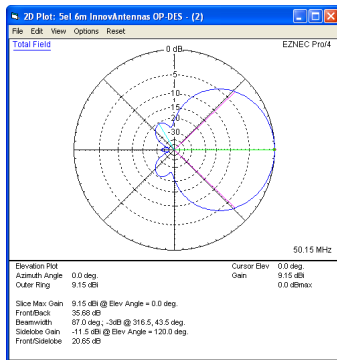 2D Plot: 5el 6m InnovAntennas OP-DES - (2)
File Edit View Options Reset
Total Field
EZNEC Pro/4
0 dB
-5
-10
-15
-20
-30
50.15 MHz
Elevation Plot Cursor Elev 0.0 deg.
Azimuth Angle 0.0 deg. Gain 9.15 dBi
Outer Ring 9.15 dBi 0.0 dBmax
Slice Max Gain 9.15 dBi @ Elev Angle = 0.0 deg.
Front/Back 35.68 dB
Beamwidth 87.0 deg.; -3dB @ 316.5, 43.5 deg.
Sidelobe Gain -11.5 dBi @ Elev Angle = 120.0 deg.
Front/Sidelobe 20.65 dB